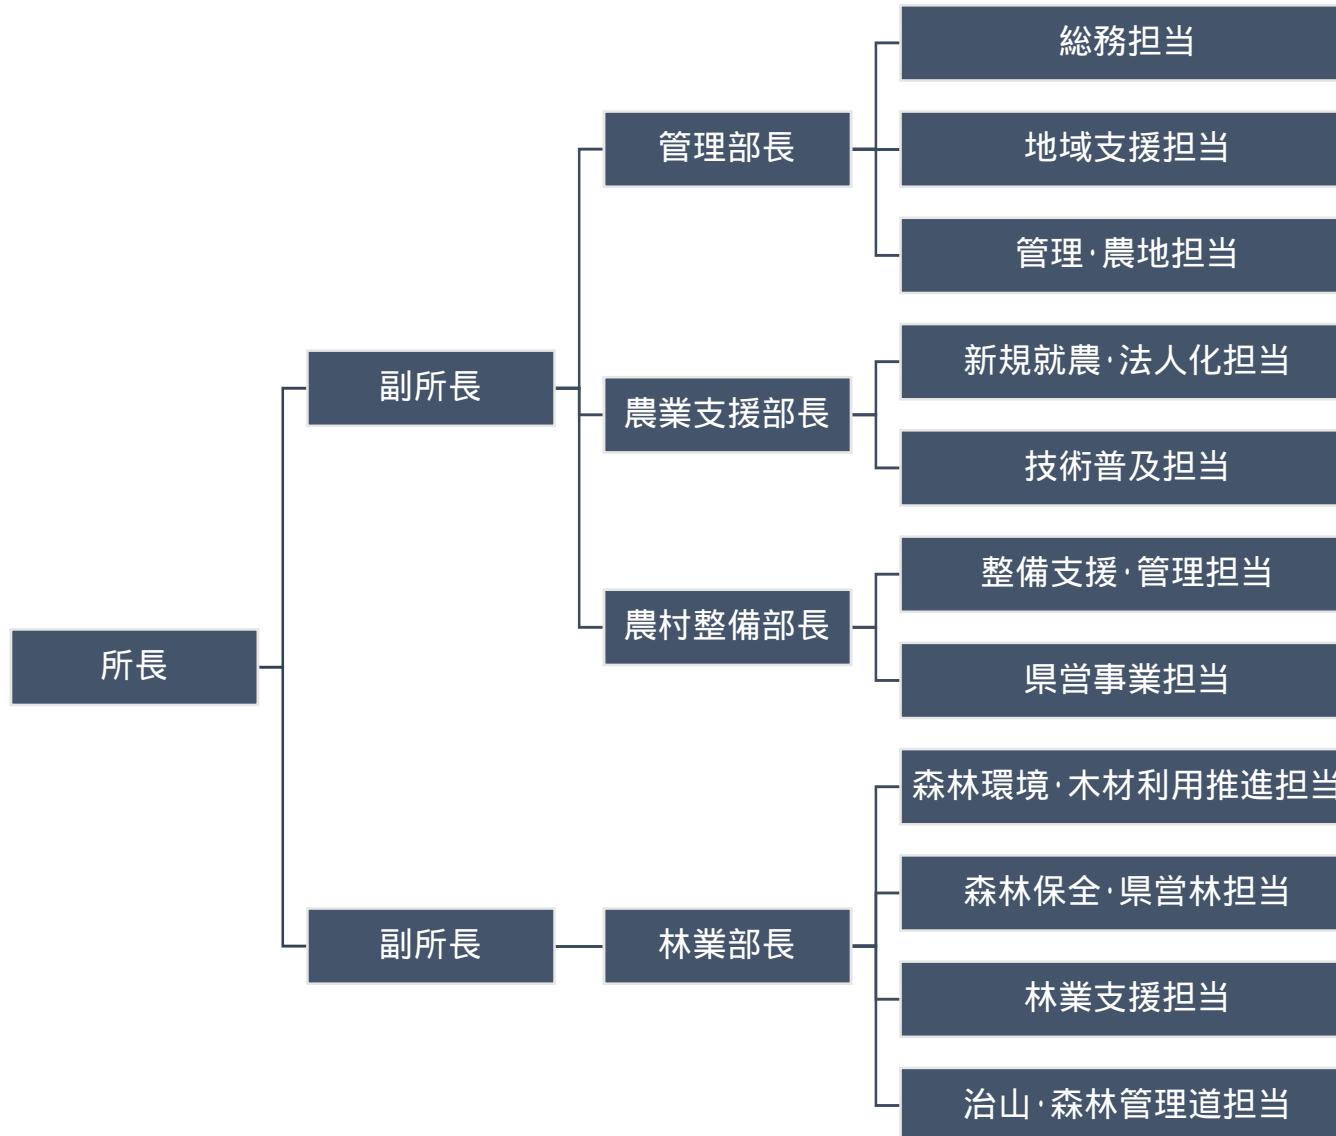 総務担当
管理部長
地域支援担当
管理·農地担当
副所長
新規就農·法人化担当
農業支援部長
技術普及担当
整備支援·管理担当
農村整備部長
県営事業担当
所長
森林環境·木材利用推進担当
森林保全·県営林担当
副所長
林業部長
林業支援担当
治山·森林管理道担当